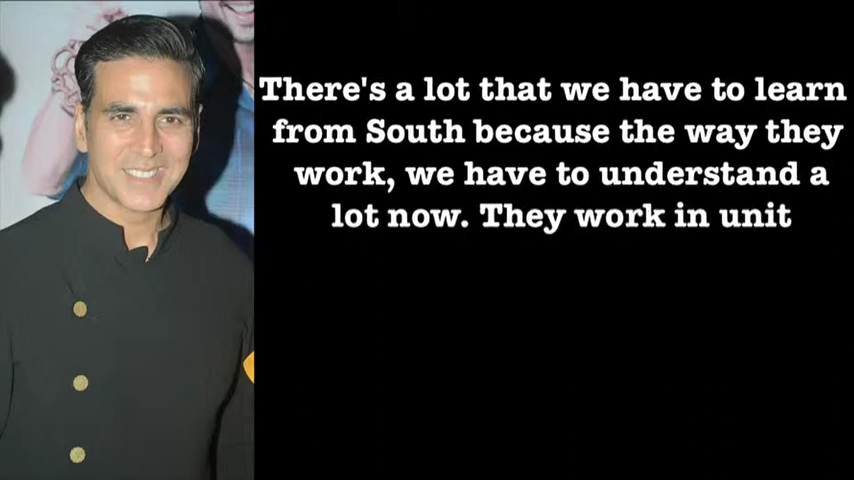 There's a lot that we have to learn
from South because the way they
work, we have to understand a
lot now. They work in unit